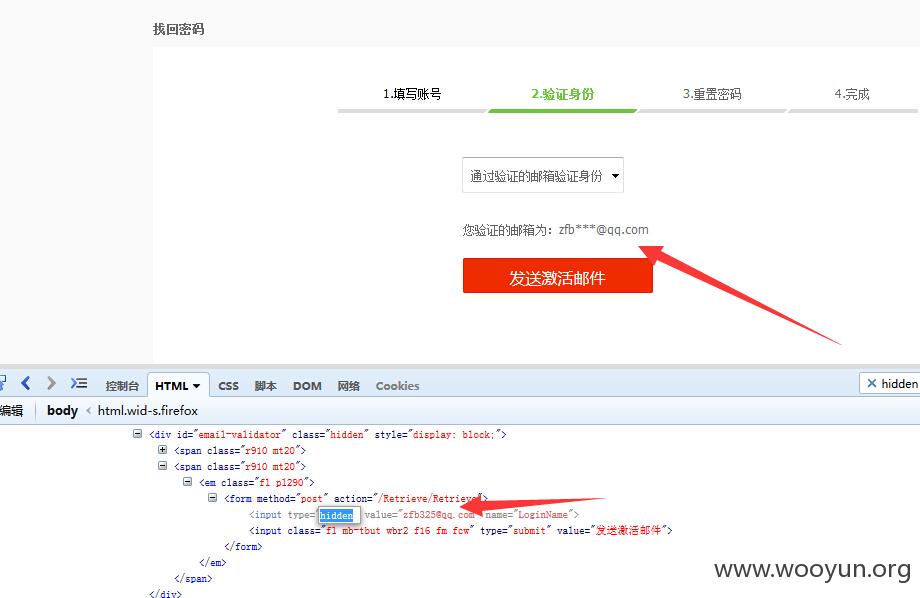 找回密码
1.填写账号 2.验证身份 3.重置密码 4.完成
通过验证的邮箱验证身份
您验证的邮箱为：zfb***@qq.com
发送激活邮件
控制台 HTML CSS 脚本 DOM 网络 Cookies hidden
编辑 body < html.wid-s.firefox
<div id="email-validator" class="hidden" style="display: block;">
<span class="r910 mt20">
<span class="r910 mt20">
<em class="fl pl290">
<form method="post" action="/Retrieve/Retrieve">
<input type="hidden" value="zfb325@qq.com" name="LoginName">
<input class="fl mb-tbut wbr2 f16 fm fcw" type="submit" value="发送激活邮件">
</form>
</em>
</span>
</div>
www.wooyun.org